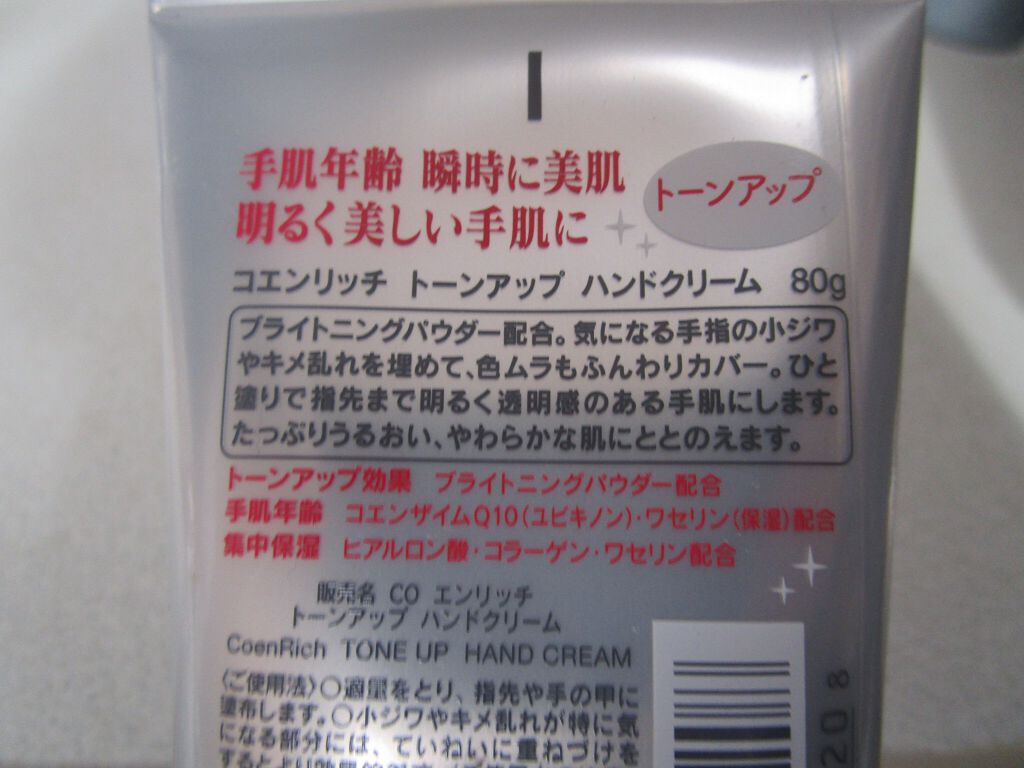 手肌年齢 瞬時に美肌
明るく美しい手肌に
トーンアップ
コエンリッチ トーンアップ ハンドクリーム 80g
ブライトニングパウダー配合。気になる手指の小ジワ
やキメ乱れを埋めて、色ムラもふんわりカバー。ひと
塗りで指先まで明るく透明感のある手肌にします。
たっぷりうるおい、やわらかな肌にととのえます。
トーンアップ効果 ブライトニングパウダー配合
手肌年齢 コエンザイムQ10(ユビキノン)・ワセリン(保湿)配合
集中保湿 ヒアルロン酸・コラーゲン・ワセリン配合
販売名 CO エンリッチ
トーンアップ ハンドクリーム
CoenRich TONE UP HAND CREAM
〈ご使用法〉○適量をとり、指先や手の甲に
塗布します。○小ジワやキメ乱れが特に気
になる部分には、ていねいに重ねづけを
すると
208